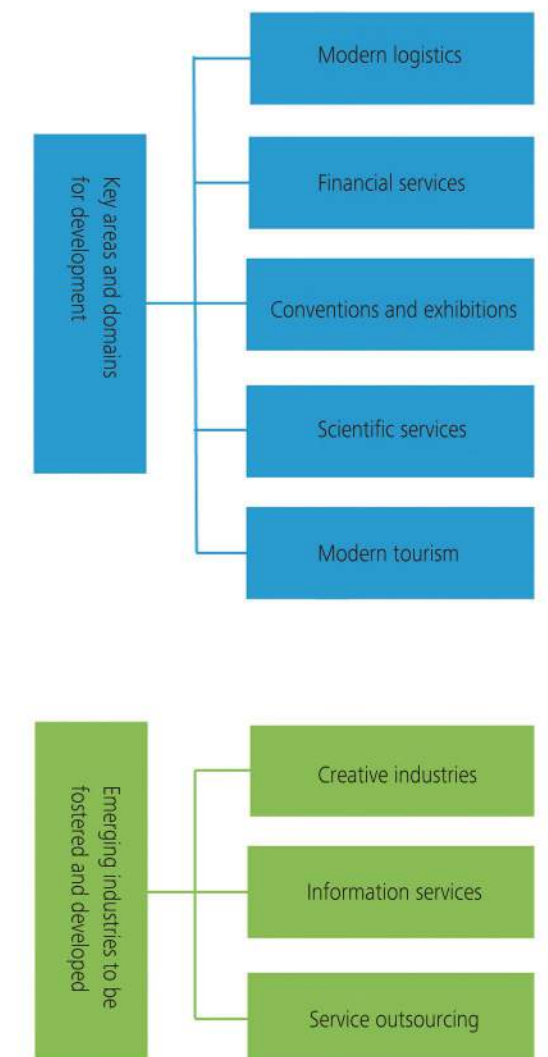 Key areas and domains
for development
Modern logistics
Financial services
Conventions and exhibitions
Scientific services
Modern tourism
Emerging industries to be
fostered and developed
Creative industries
Information services
Service outsourcing